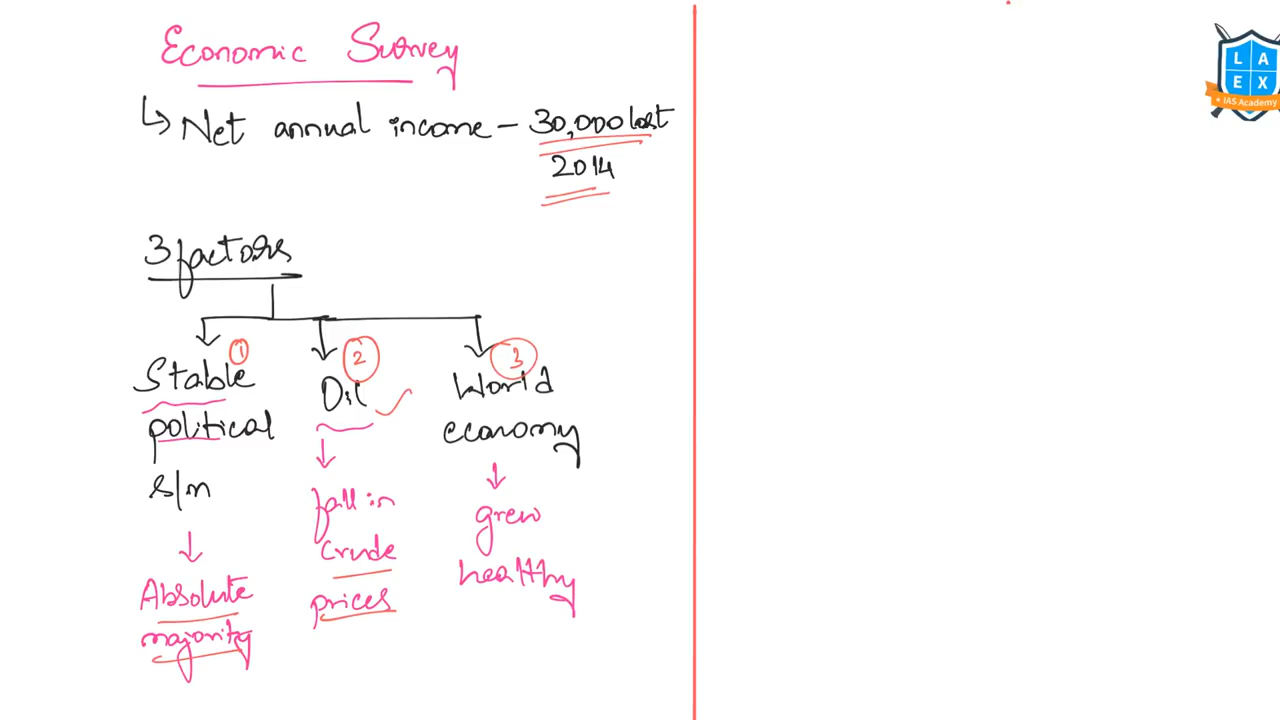 Economic Survey
↳ Net annual income - 30,000 lost
2014
3 factors
Stable ①
political
s/m
↓
Absolute
majority
② Oil
↓
fall in
crude
prices
③ World
economy
↓
grew
healthy
L A
E X
IAS Academy